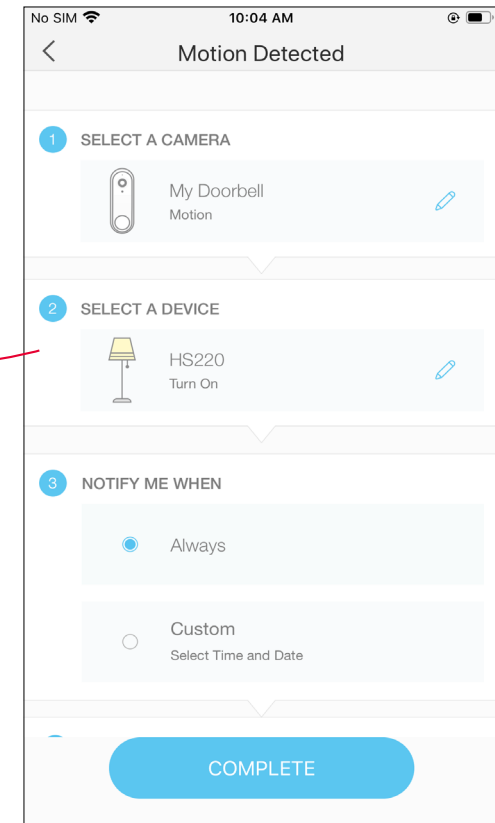 No SIM 10:04 AM
Motion Detected
1 SELECT A CAMERA
My Doorbell
Motion
2 SELECT A DEVICE
HS220
Turn On
3 NOTIFY ME WHEN
Always
Custom
Select Time and Date
COMPLETE